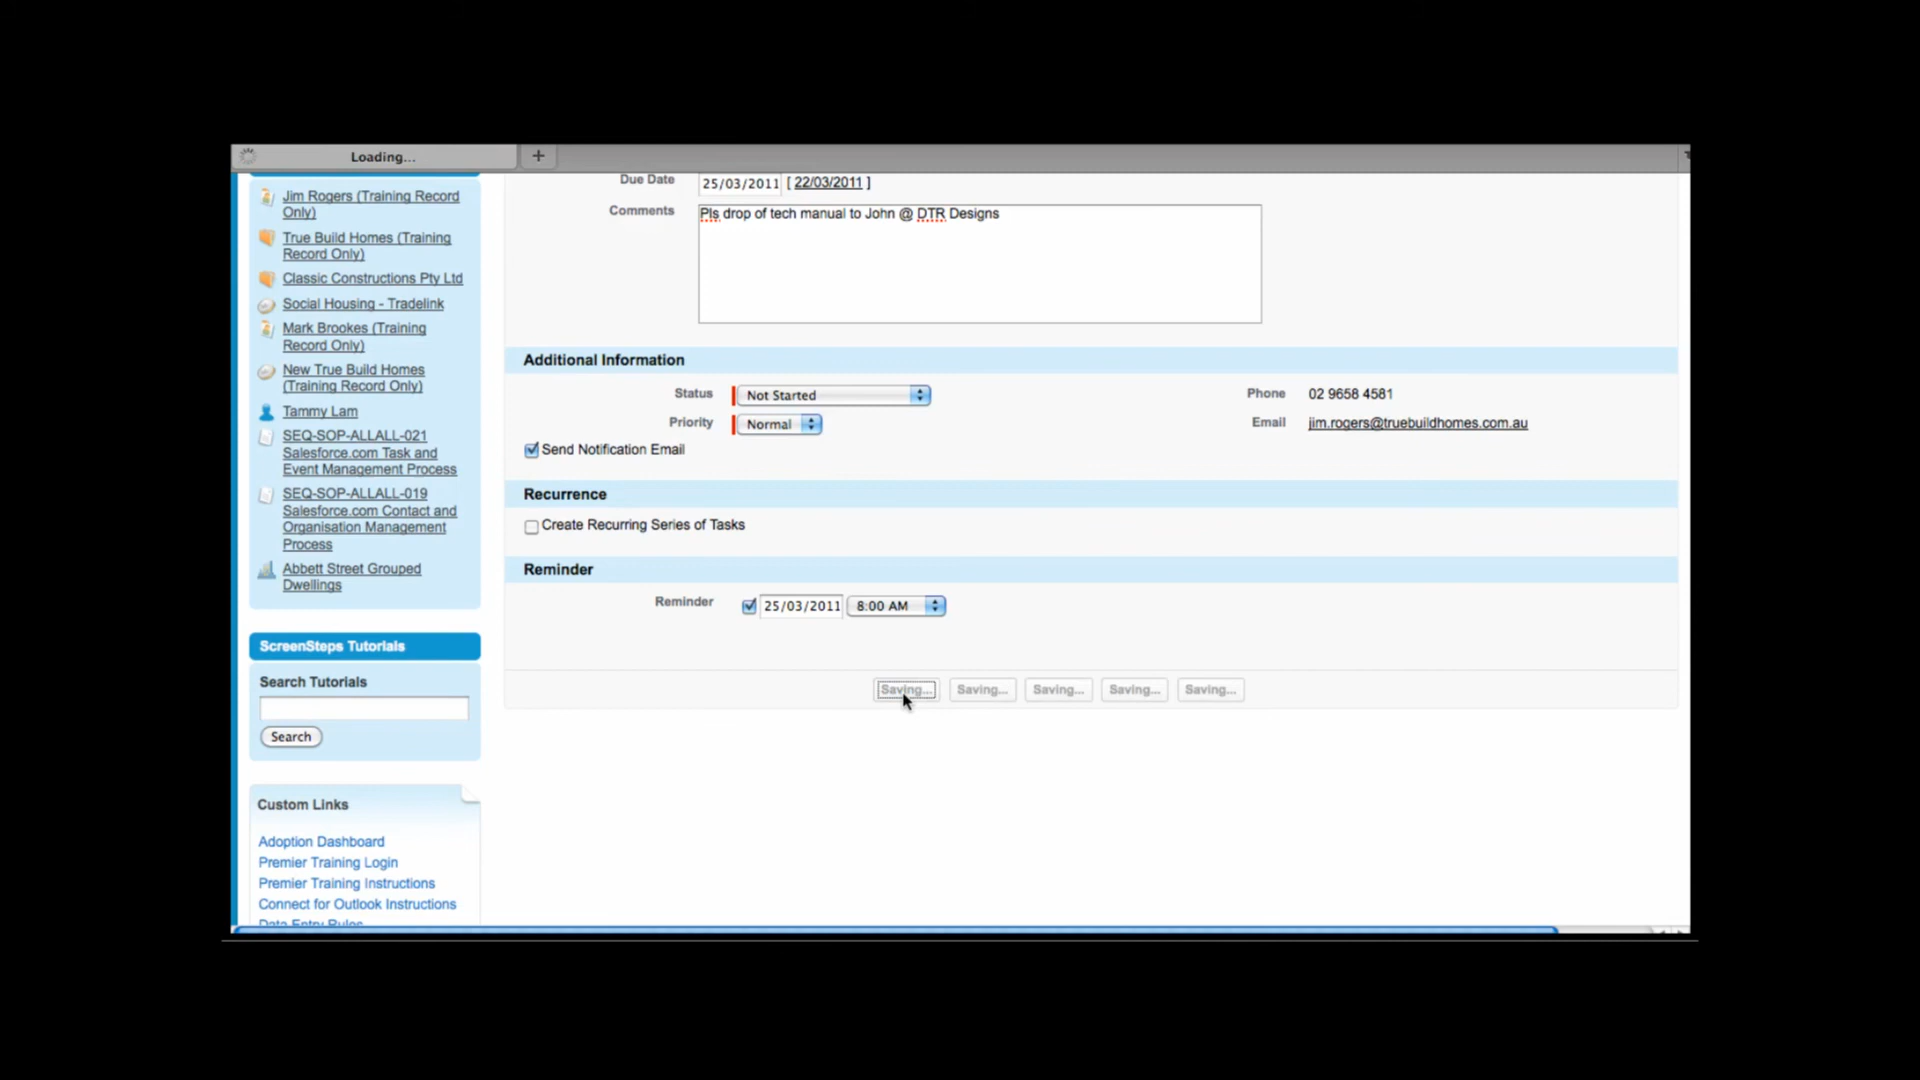 Loading...
+
Jim Rogers (Training Record
Only)
True Build Homes (Training
Record Only)
Classic Constructions Pty Ltd
Social Housing - Tradelink
Mark Brookes (Training
Record Only)
New True Build Homes
(Training Record Only)
Tammy Lam
SEQ-SOP-ALLALL-021
Salesforce.com Task and
Event Management Process
SEQ-SOP-ALLALL-019
Salesforce.com Contact and
Organisation Management
Process
Abbett Street Grouped
Dwellings
ScreenSteps Tutorials
Search Tutorials
Search
Custom Links
Adoption Dashboard
Premier Training Login
Premier Training Instructions
Connect for Outlook Instructions
Data Entry Rules
Due Date 25/03/2011 [ 22/03/2011 ]
Comments Pls drop of tech manual to John @ DTR Designs
Additional Information
Status Not Started Phone 02 9658 4581
Priority Normal Email jim.rogers@truebuildhomes.com.au
Send Notification Email
Recurrence
Create Recurring Series of Tasks
Reminder
Reminder 25/03/2011 8:00 AM
Saving... Saving... Saving... Saving... Saving...